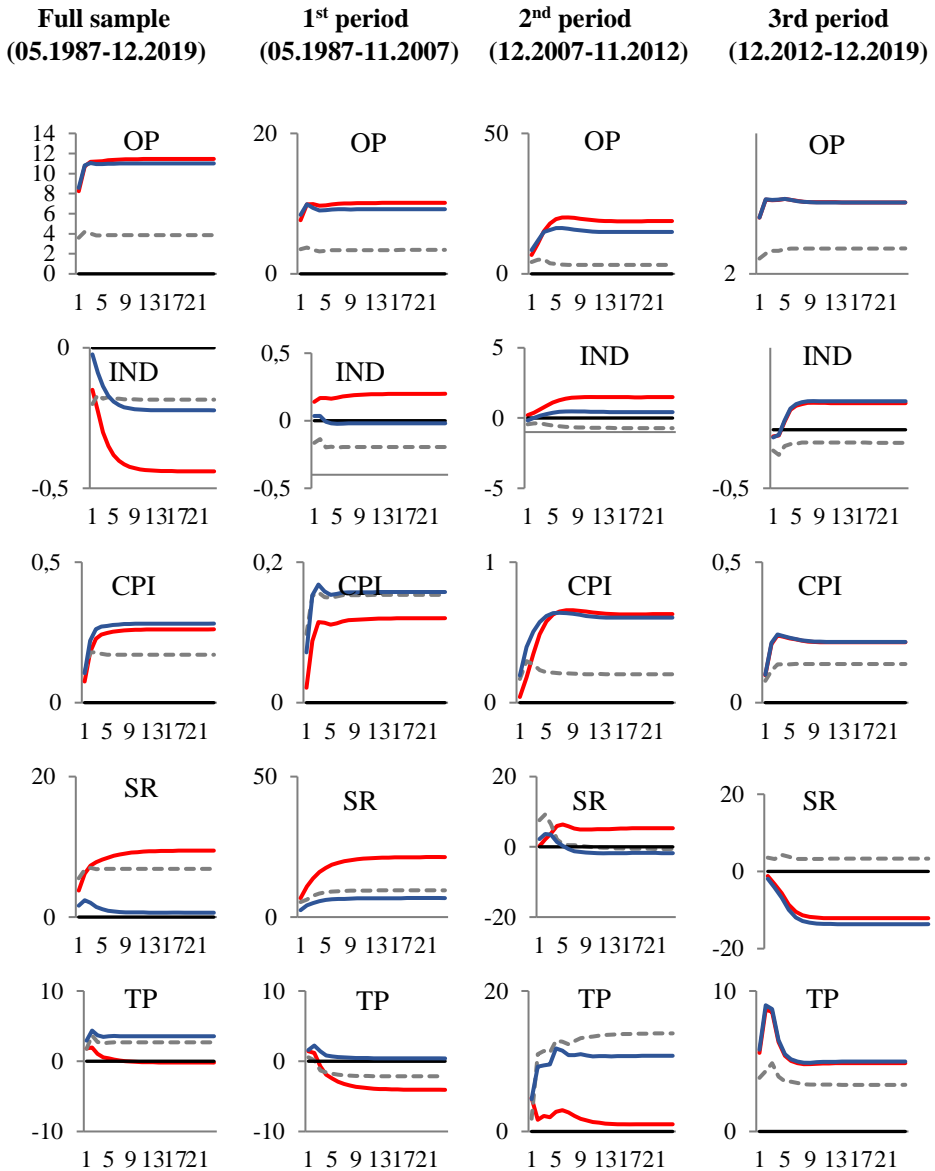 Full sample 1st period 2nd period 3rd period
(05.1987-12.2019) (05.1987-11.2007) (12.2007-11.2012) (12.2012-12.2019)
OP
14
12
10
8
6
4
2
0
1 5 9 131721
OP
20
0
1 5 9 131721
OP
50
0
1 5 9 131721
OP
2
1 5 9 131721
IND
0
-0,5
1 5 9 131721
IND
0,5
0
-0,5
1 5 9 131721
IND
5
0
-5
1 5 9 131721
IND
-0,5
1 5 9 131721
CPI
0,5
0
1 5 9 131721
CPI
0,2
0
1 5 9 131721
CPI
1
0
1 5 9 131721
CPI
0,5
0
1 5 9 131721
SR
20
0
1 5 9 131721
SR
50
0
1 5 9 131721
SR
20
0
-20
1 5 9 131721
SR
20
0
-20
1 5 9 131721
TP
10
0
-10
1 5 9 131721
TP
10
0
-10
1 5 9 131721
TP
20
0
1 5 9 131721
TP
10
0
1 5 9 131721